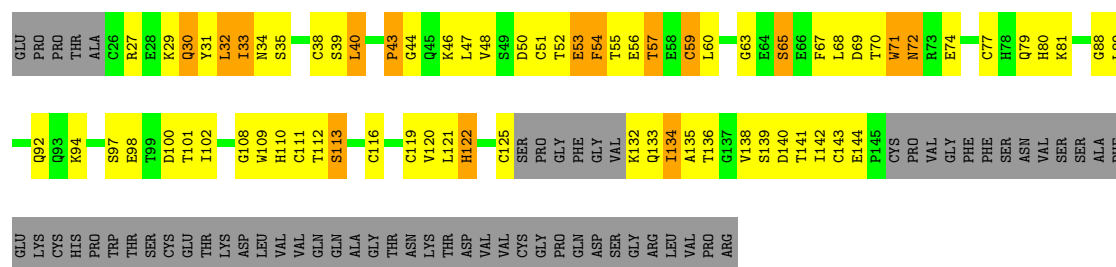 GLU PRO PRO THR ALA C26 R27 E28 K29 Q30 Y31 L32 I33 N34 S35 C38 S39 L40 P43 G44 Q45 K46 L47 V48 S49 D50 C51 T52 E53 F54 T55 E56 T57 E58 C59 L60 G63 E64 S65 E66 F67 L68 D69 T70 W71 N72 R73 E74 C77 H78 Q79 H80 K81 G88
Q92 Q93 K94 S97 E98 T99 D100 T101 I102 G108 W109 H110 C111 T112 S113 C116 C119 V120 L121 H122 C125 SER PRO GLY PHE GLY VAL K132 Q133 I134 A135 T136 G137 V138 S139 D140 T141 I142 C143 E144 P145 CYS PRO VAL GLY PHE PHE SER ASN VAL SER SER ALA PHE
GLU LYS CYS HIS PRO TRP THR SER CYS GLU THR LYS ASP LEU VAL VAL GLN GLN ALA GLY THR ASN LYS THR ASP VAL VAL CYS GLY PRO GLN ASP SER GLY ARG LEU VAL PRO ARG